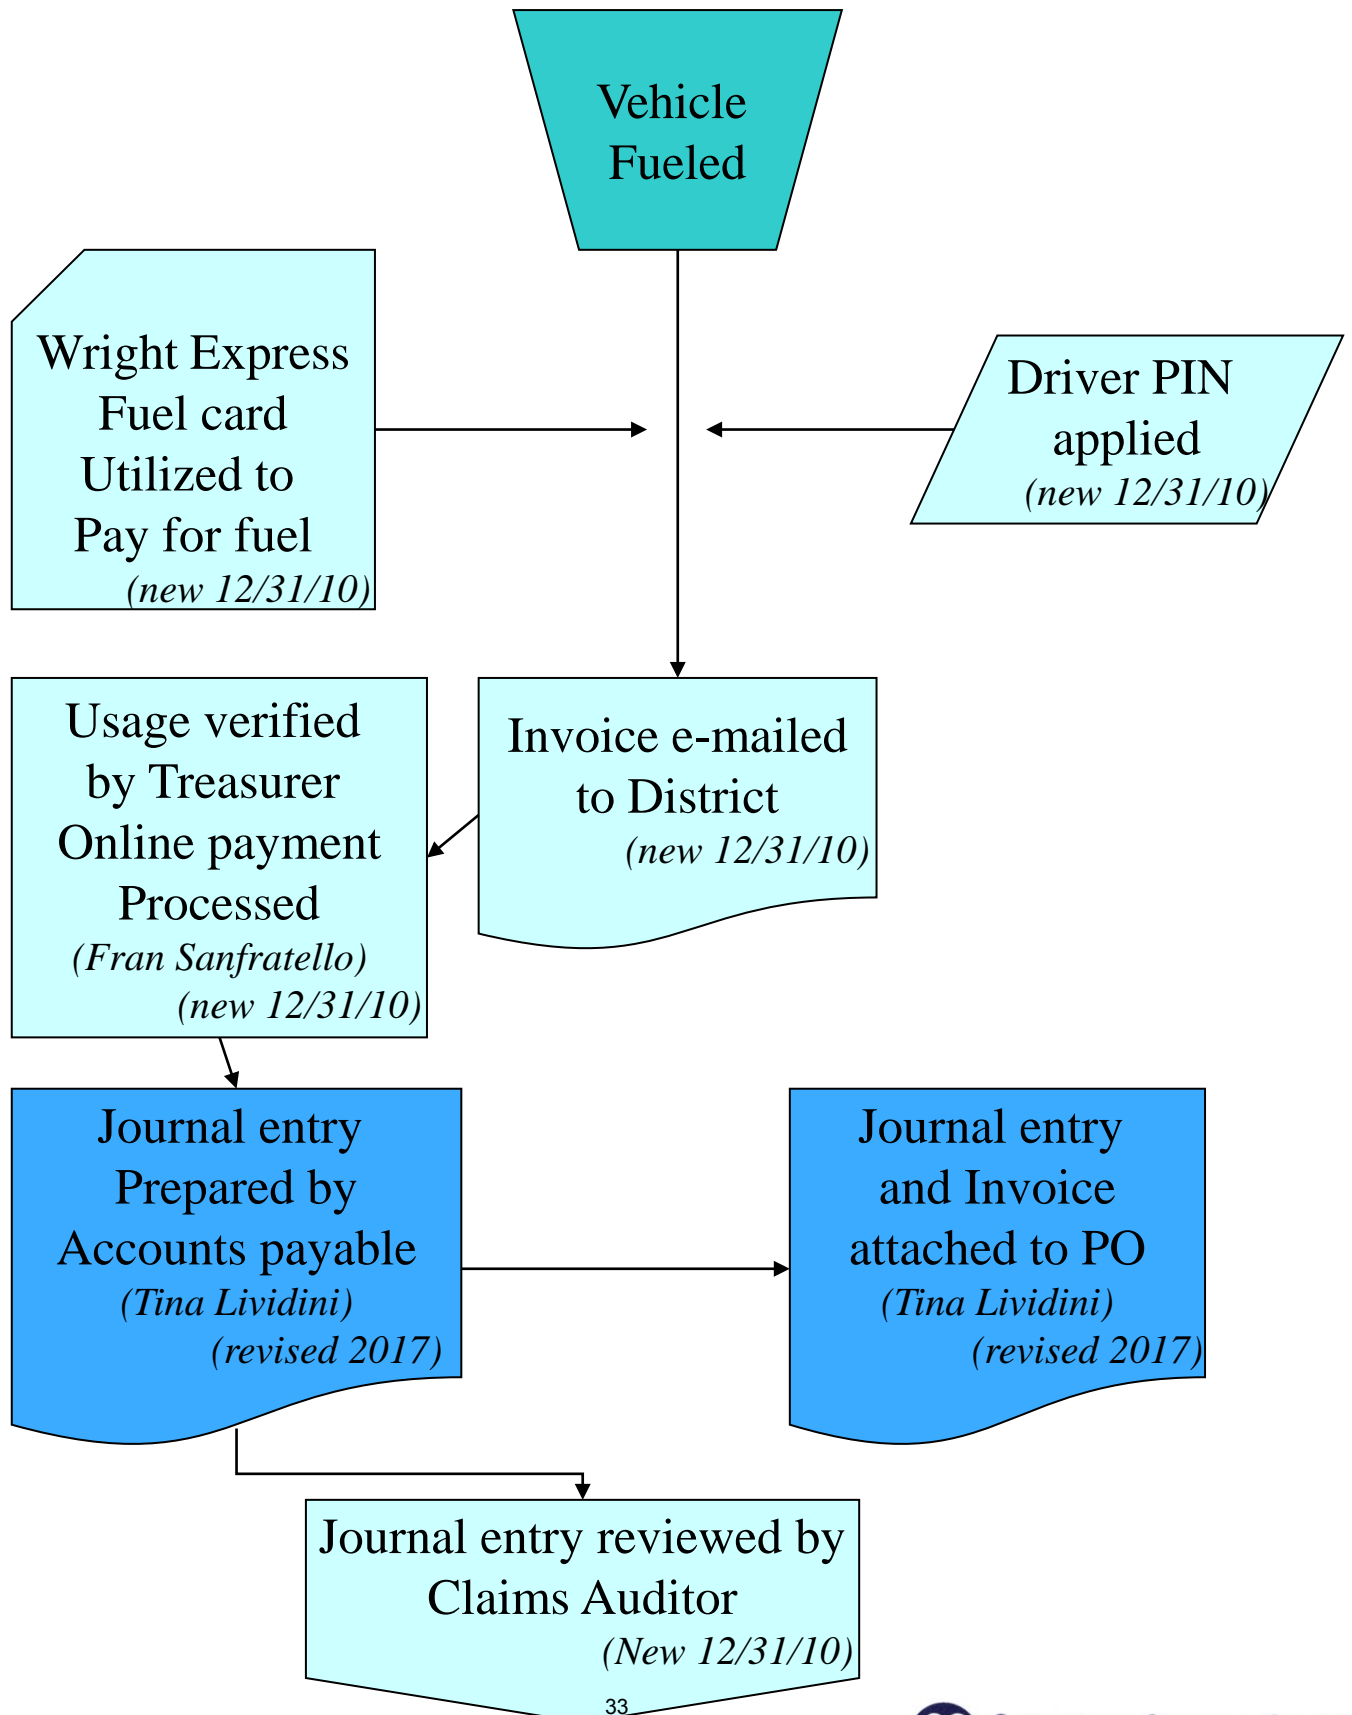 Vehicle
Fueled
Wright Express
Fuel card
Utilized to
Pay for fuel
(new 12/31/10)
Driver PIN
applied
(new 12/31/10)
Usage verified
by Treasurer
Online payment
Processed
(Fran Sanfratello)
(new 12/31/10)
Invoice e-mailed
to District
(new 12/31/10)
Journal entry
Prepared by
Accounts payable
(Tina Lividini)
(revised 2017)
Journal entry
and Invoice
attached to PO
(Tina Lividini)
(revised 2017)
Journal entry reviewed by
Claims Auditor
(New 12/31/10)
33